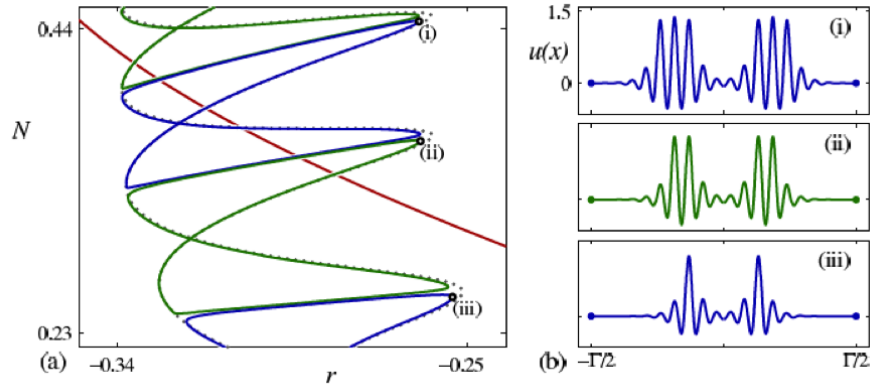 0.44
N
0.23
(i)
(ii)
(iii)
(a)
−0.34
r
−0.25
1.5
u(x)
0
(i)
(ii)
(iii)
(b)
−Γ/2
Γ/2